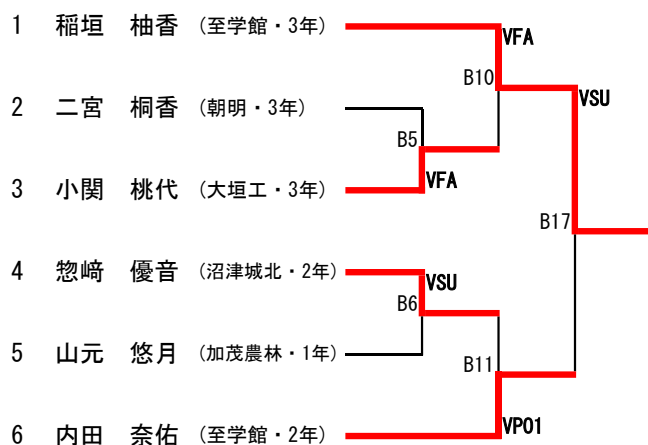 1 稲垣 柚香 (至学館・3年)
VFA
B10
VSU
2 二宮 桐香 (朝明・3年)
B5
VFA
3 小関 桃代 (大垣工・3年)
B17
4 惣﨑 優音 (沼津城北・2年)
VSU
B6
5 山元 悠月 (加茂農林・1年)
B11
VPO1
6 内田 奈佑 (至学館・2年)